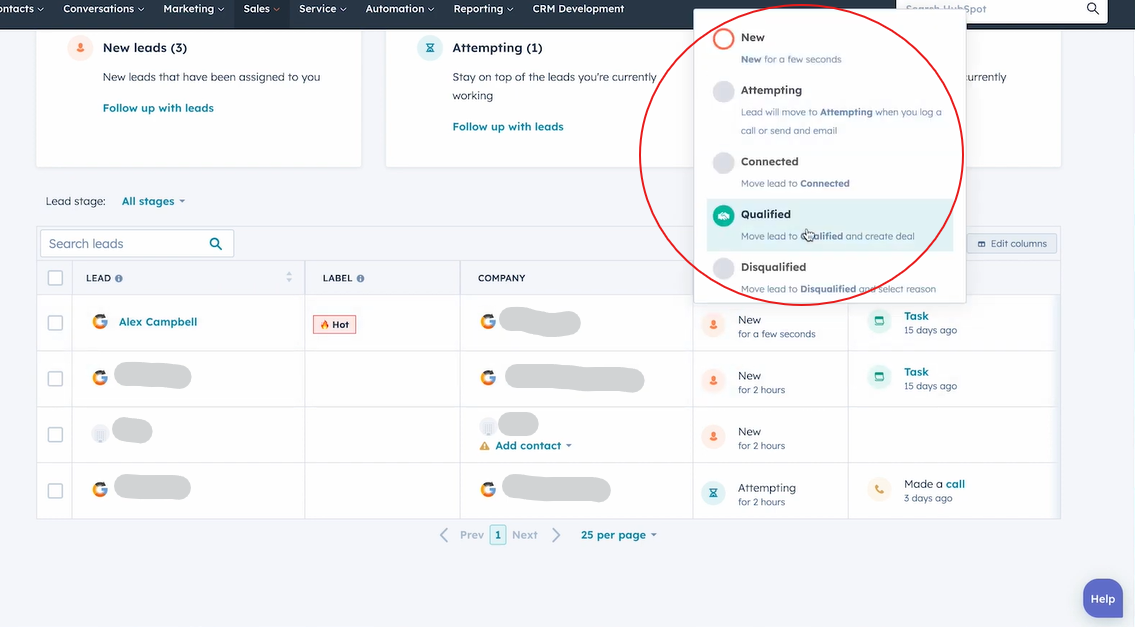 ontacts
Conversations
Marketing
Sales
Service
Automation
Reporting
CRM Development
Search HubSpot
New leads (3)
New leads that have been assigned to you
Follow up with leads
Attempting (1)
Stay on top of the leads you're currently
working
Follow up with leads
urrently
New
New for a few seconds
Attempting
Lead will move to Attempting when you log a
call or send and email
Connected
Move lead to Connected
Qualified
Move lead to Qualified and create deal
Disqualified
Move lead to Disqualified and select reason
Lead stage: All stages
Search leads
Edit columns
LEAD
LABEL
COMPANY
Alex Campbell
Hot
New
for a few seconds
Task
15 days ago
New
for 2 hours
Task
15 days ago
Add contact
New
for 2 hours
Attempting
for 2 hours
Made a call
3 days ago
Prev 1 Next 25 per page
Help